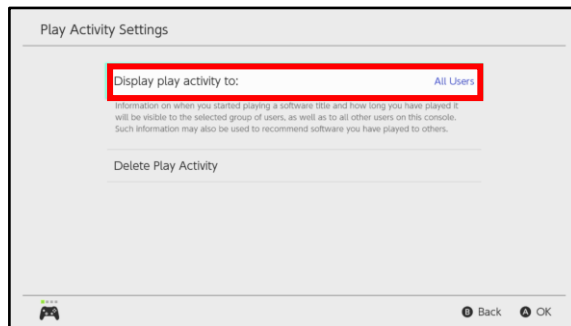 Play Activity Settings
Display play activity to: All Users
Information on when you started playing a software title and how long you have played it
will be visible to the selected group of users, as well as to all other users on this console.
Such information may also be used to recommend software you have played to others.
Delete Play Activity
B Back A OK